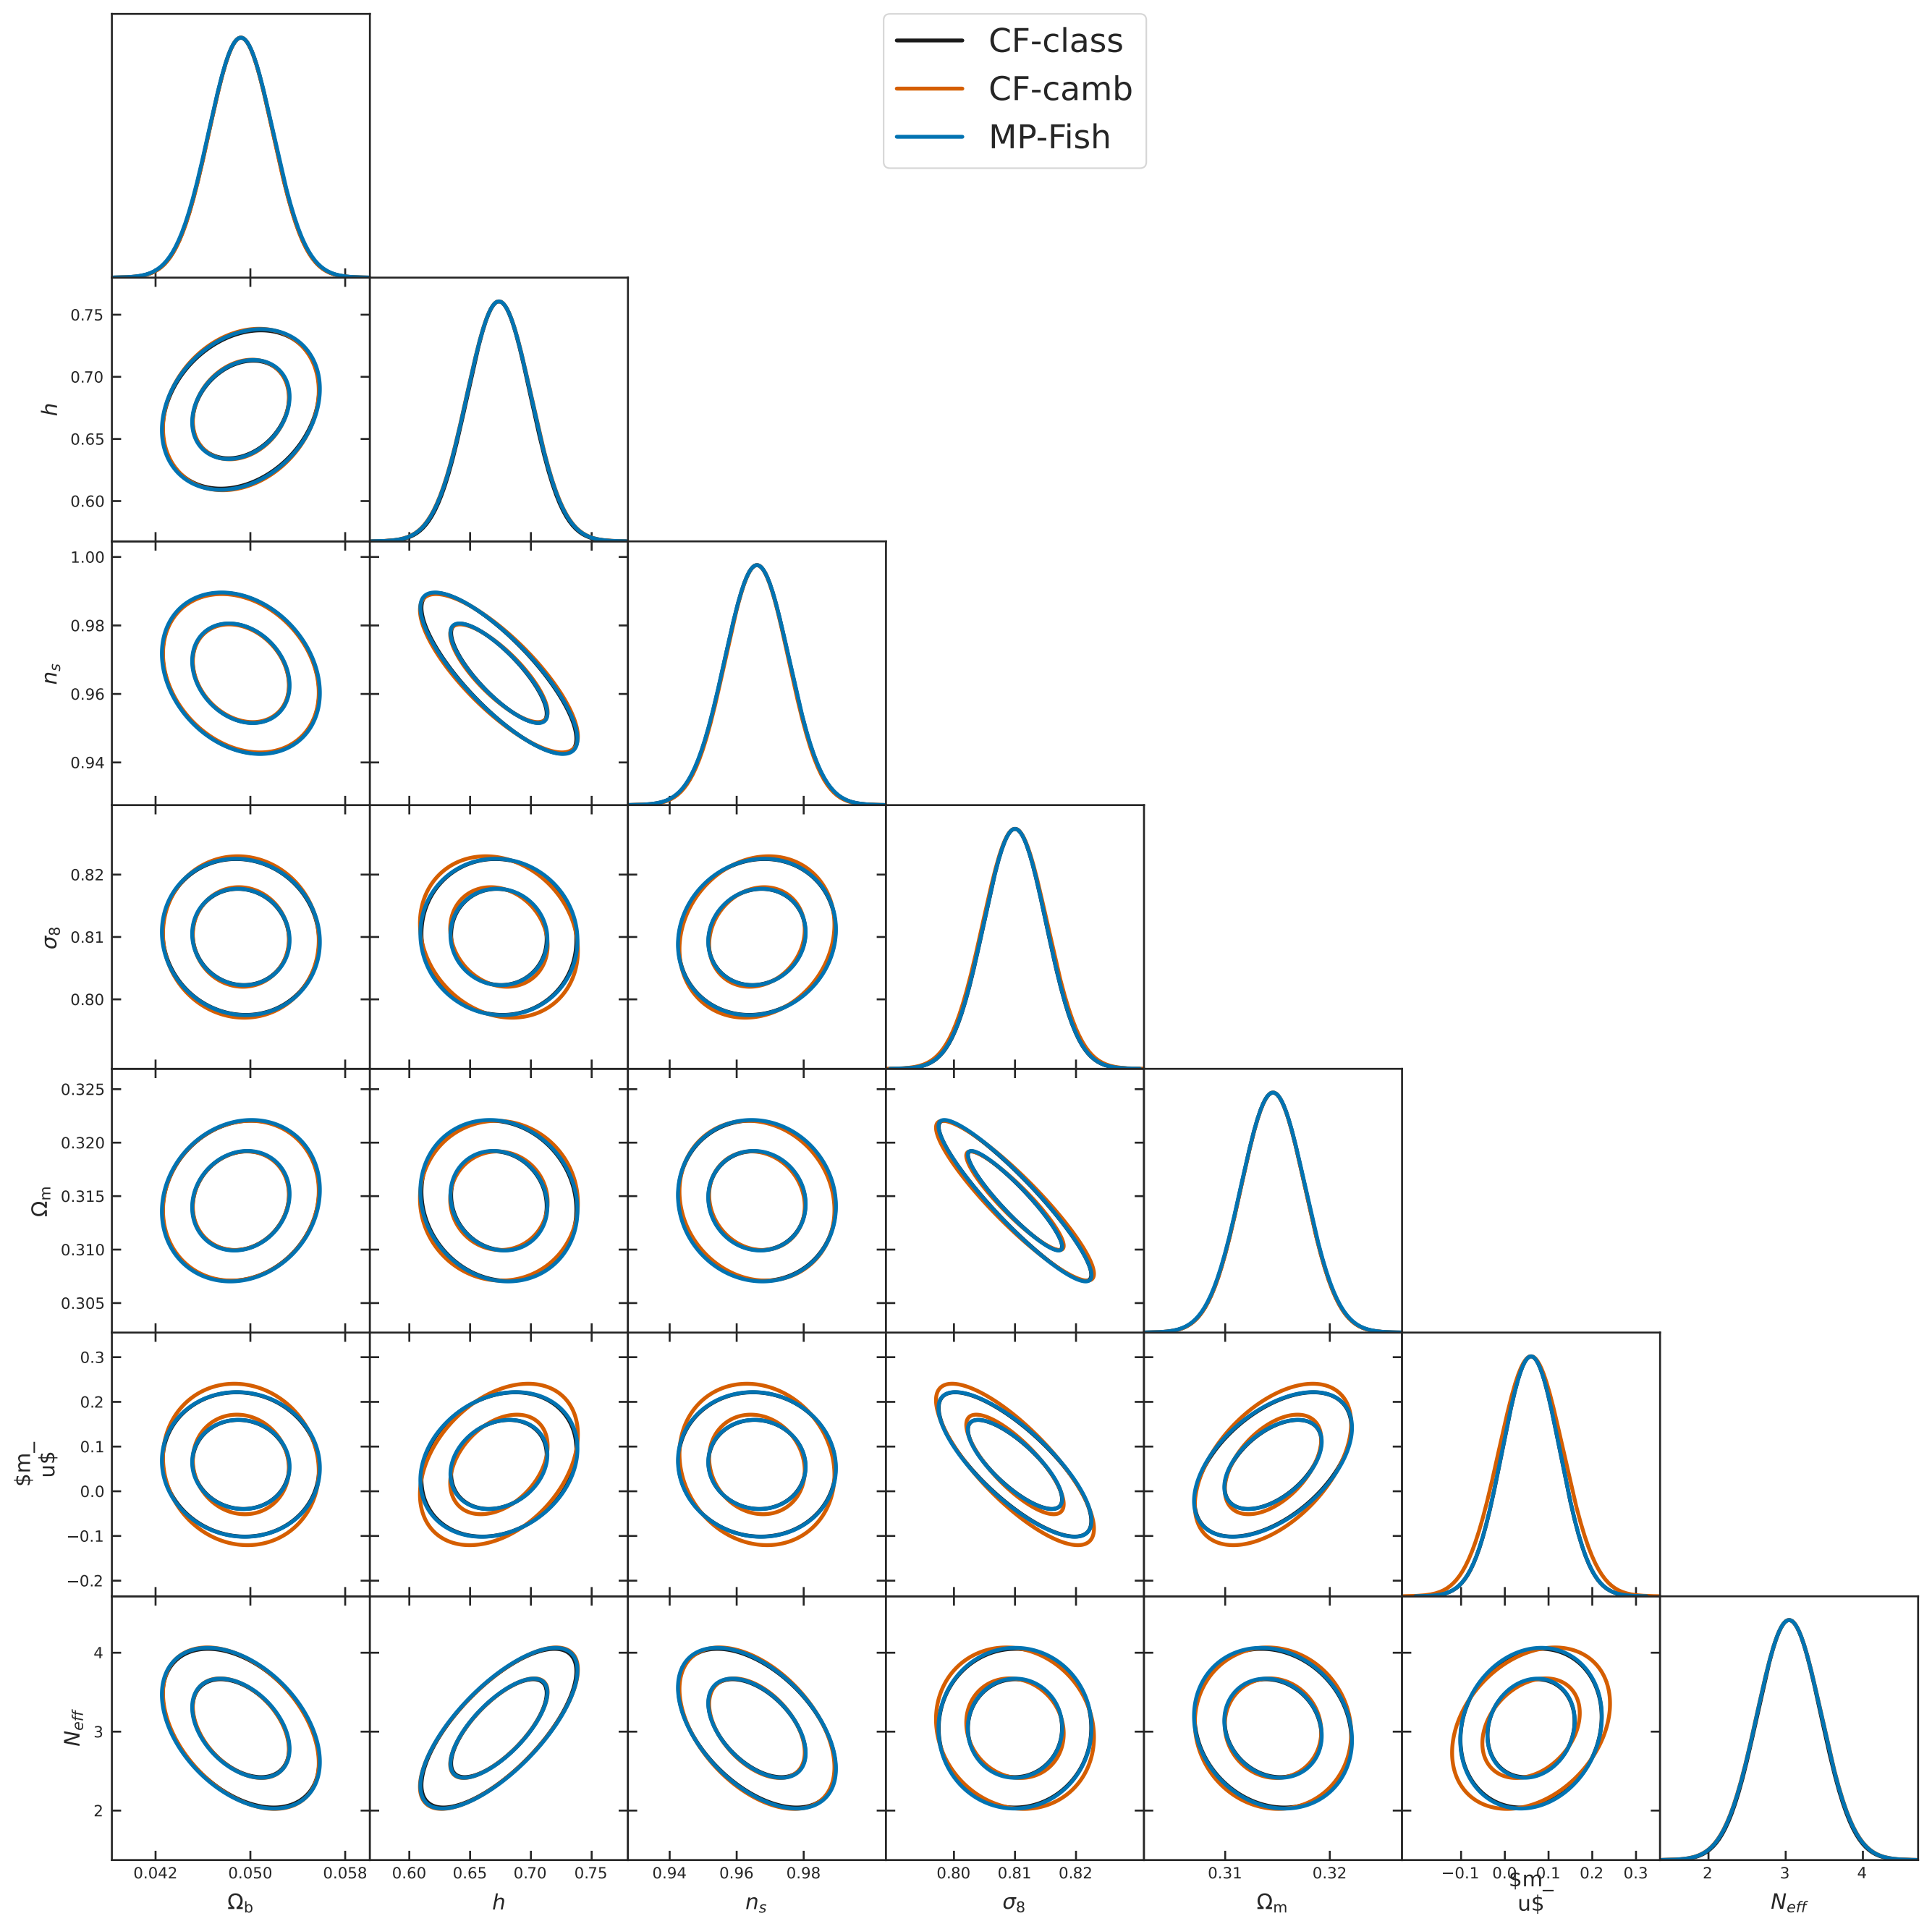 CF-class
CF-camb
MP-Fish
0.75
0.70
0.65
0.60
h
1.00
0.98
0.96
0.94
n_s
0.82
0.81
0.80
σ_8
0.325
0.320
0.315
0.310
0.305
Ω_m
0.3
0.2
0.1
0.0
−0.1
−0.2
$m_
u$
4
3
2
N_eff
0.042 0.050 0.058
0.60 0.65 0.70 0.75
0.94 0.96 0.98
0.80 0.81 0.82
0.31 0.32
−0.1 0.0 0.1 0.2 0.3
2 3 4
Ω_b
h
n_s
σ_8
Ω_m
$m_
u$
N_eff